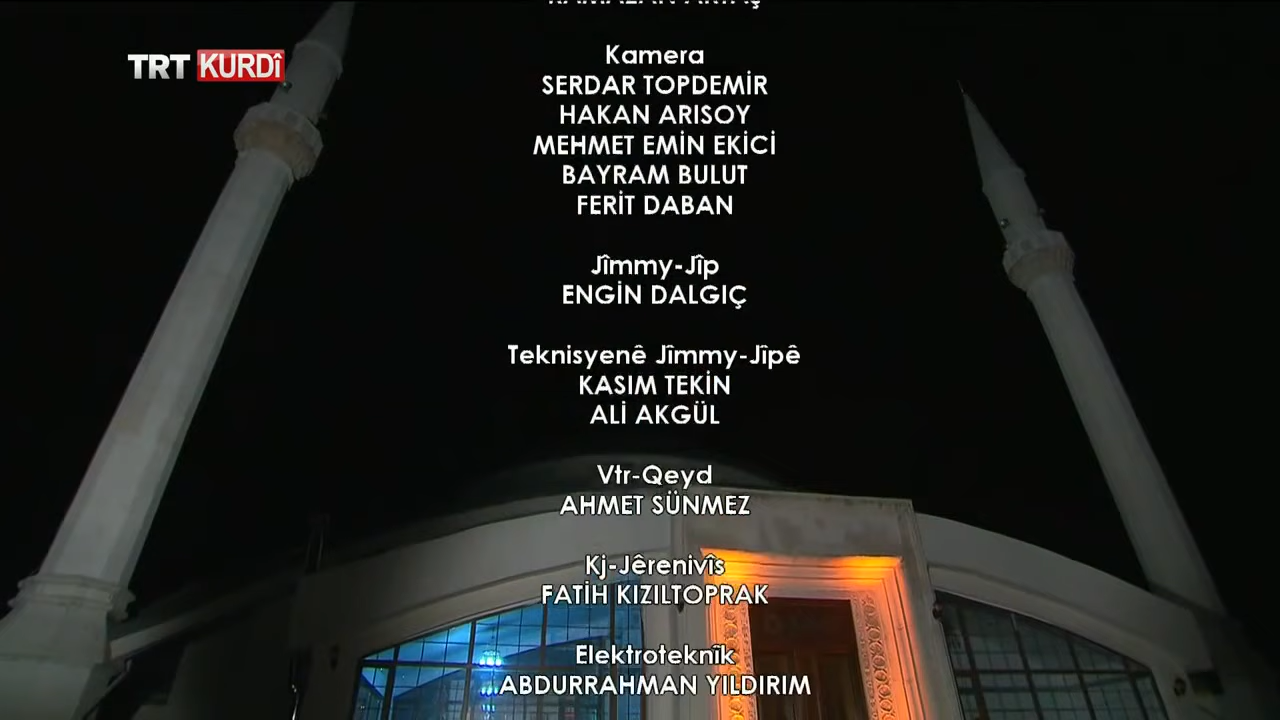 TRT KURDÎ
Kamera
SERDAR TOPDEMİR
HAKAN ARISOY
MEHMET EMİN EKİCİ
BAYRAM BULUT
FERİT DABAN
Jîmmy-Jîp
ENGİN DALGIÇ
Teknisyenê Jîmmy-Jîpê
KASIM TEKİN
ALİ AKGÜL
Vtr-Qeyd
AHMET SÜNMEZ
Kj-Jêrenivîs
FATİH KIZILTOPRAK
Elektroteknîk
ABDURRAHMAN YILDIRIM